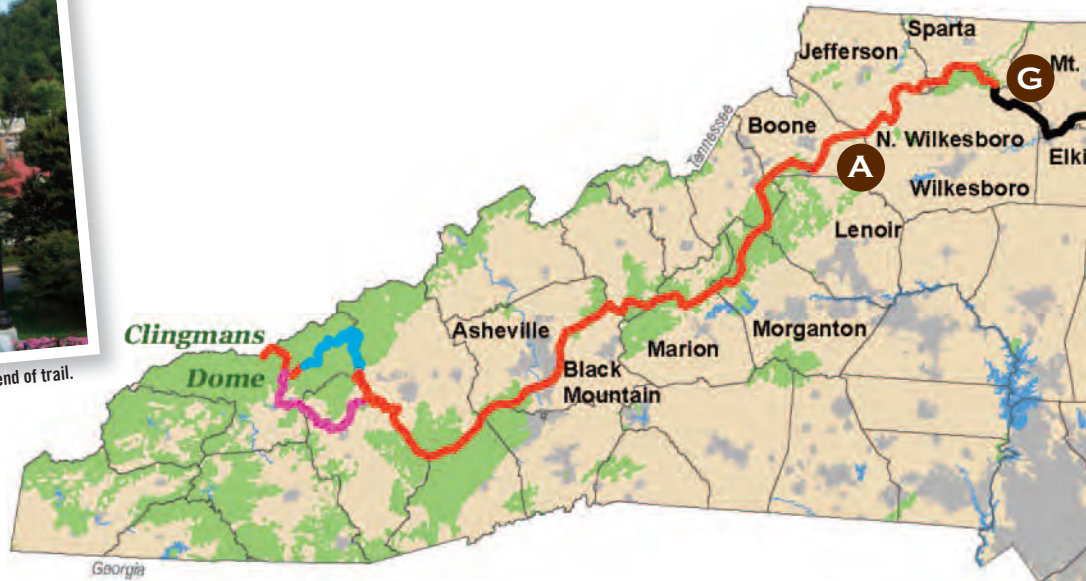 end of trail.
Clingmans
Dome
Georgia
Tennessee
Asheville
Black
Mountain
Marion
Morganton
Lenoir
Boone
A
N. Wilkesboro
Wilkesboro
Jefferson
Sparta
G
Mt.
Elki